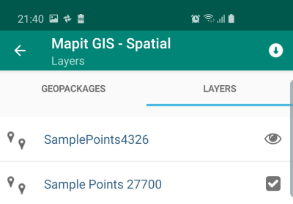 21:40
Mapit GIS - Spatial
Layers
GEOPACKAGES LAYERS
SamplePoints4326
Sample Points 27700